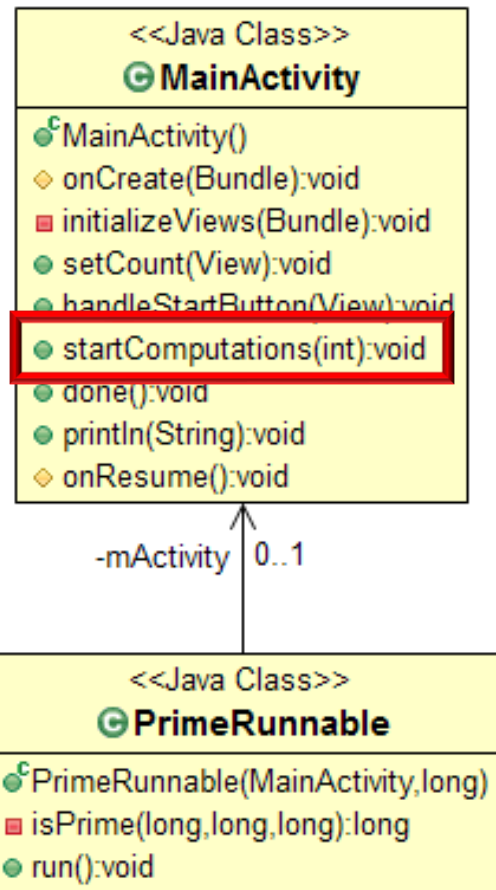 <<Java Class>>
MainActivity
MainActivity()
onCreate(Bundle):void
initializeViews(Bundle):void
setCount(View):void
handleStartButton(View):void
startComputations(int):void
done():void
println(String):void
onResume():void
-mActivity 0..1
<<Java Class>>
PrimeRunnable
PrimeRunnable(MainActivity,long)
isPrime(long,long,long):long
run():void